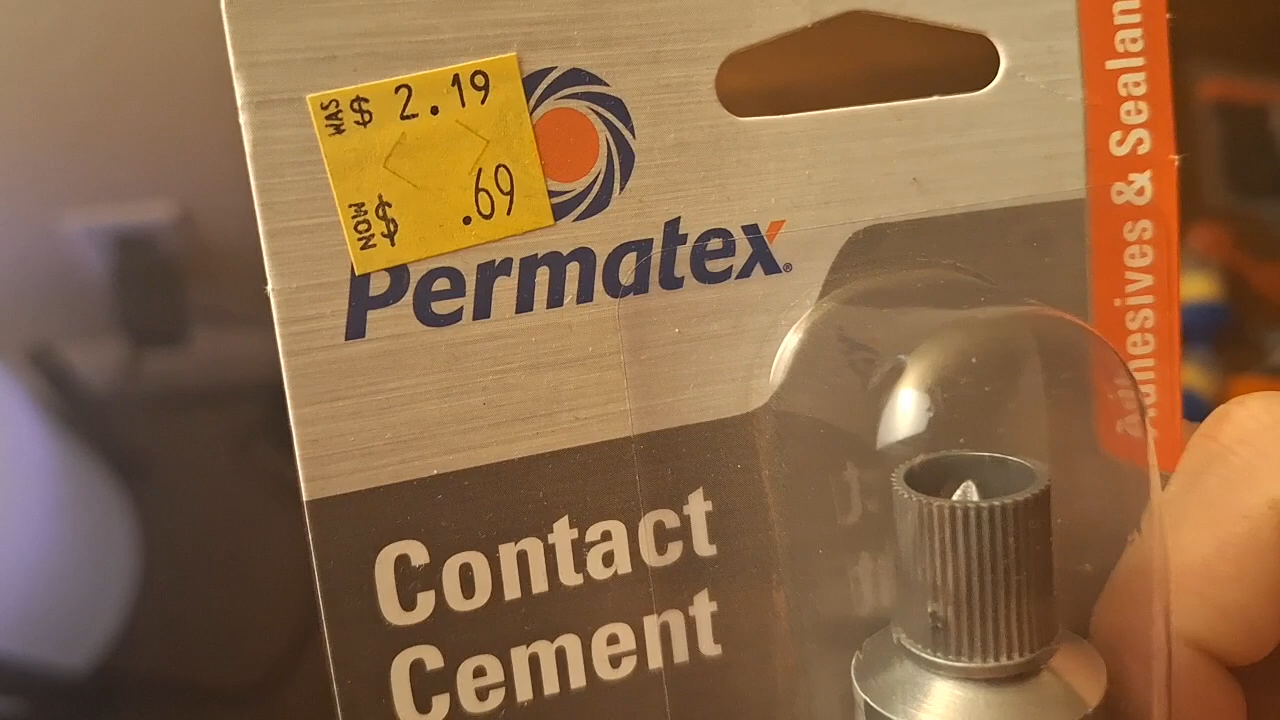 WAS $ 2.19
NOW $ .69
Permatex®
Contact
Cement
Adhesives & Sealan